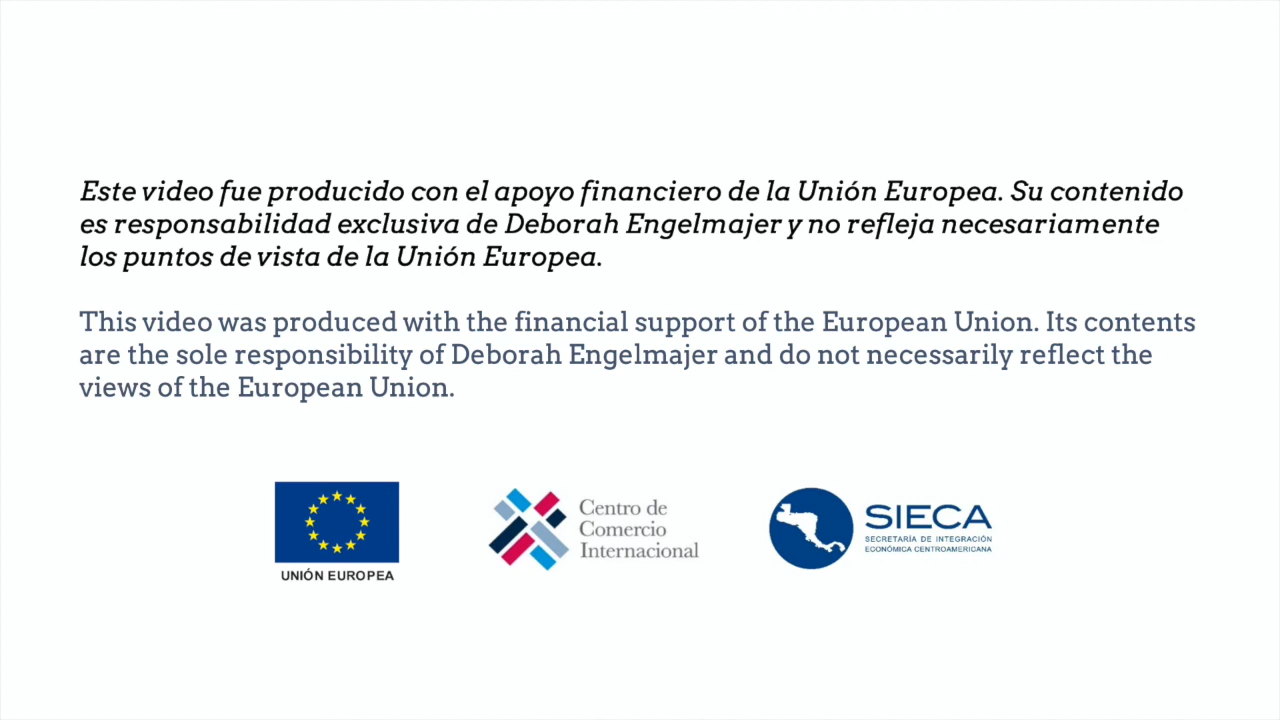 Este video fue producido con el apoyo financiero de la Unión Europea. Su contenido
es responsabilidad exclusiva de Deborah Engelmajer y no refleja necesariamente
los puntos de vista de la Unión Europea.
This video was produced with the financial support of the European Union. Its contents
are the sole responsibility of Deborah Engelmajer and do not necessarily reflect the
views of the European Union.
UNIÓN EUROPEA
Centro de
Comercio
Internacional
SIECA
SECRETARÍA DE INTEGRACIÓN
ECONÓMICA CENTROAMERICANA